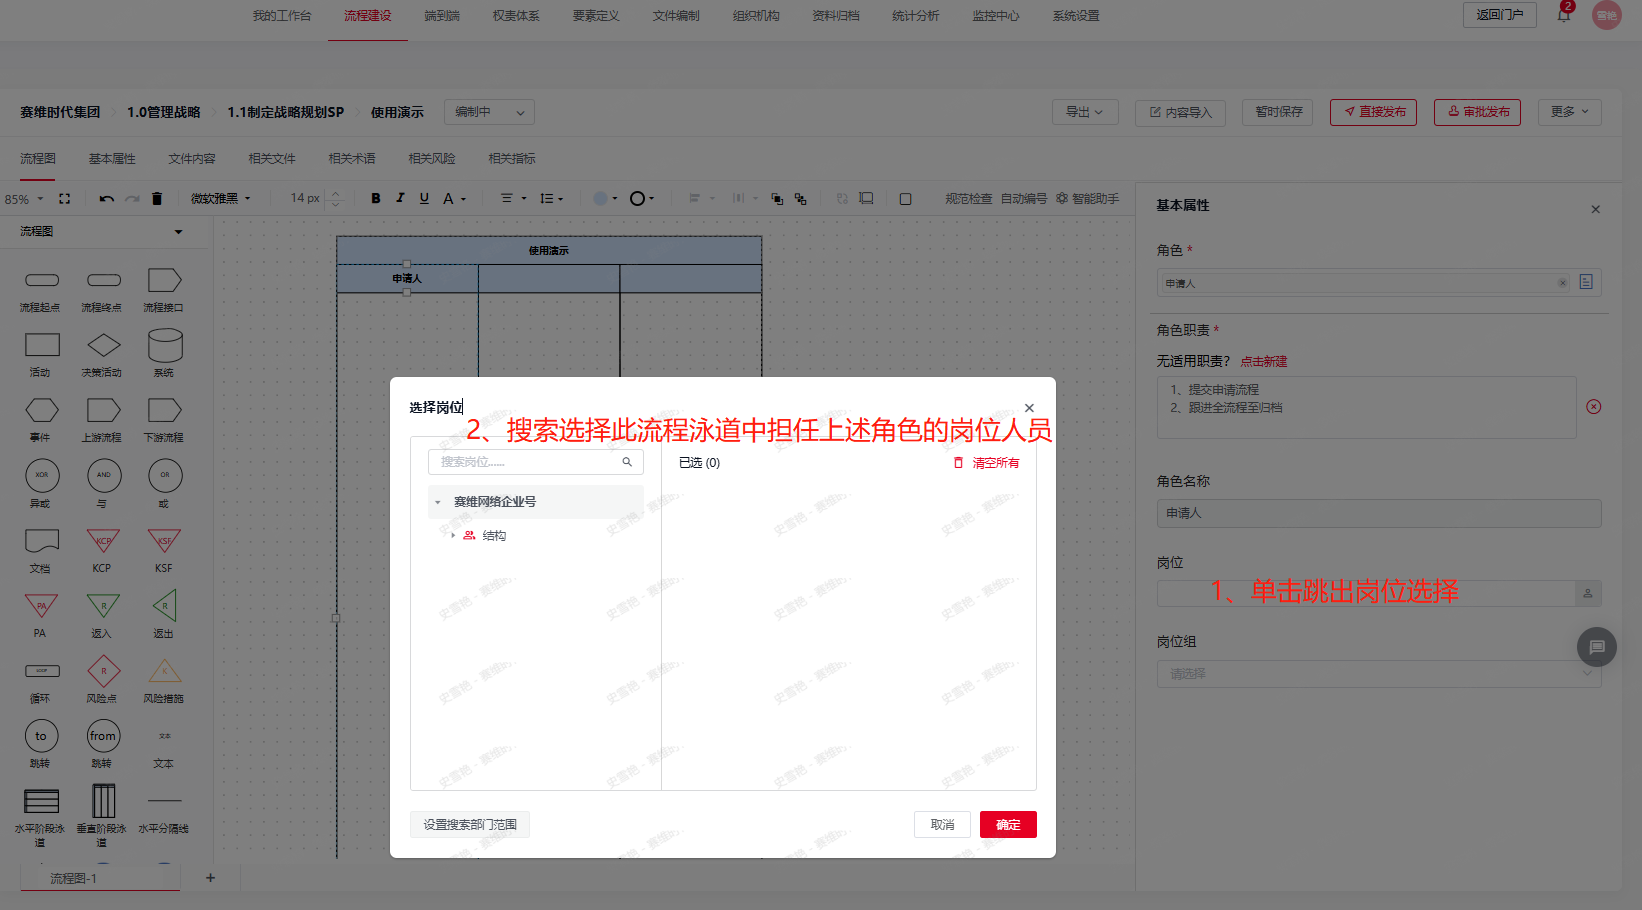 我的工作台 流程建设 端到端 权责体系 要素定义 文件编制 组织机构 资料归档 统计分析 监控中心 系统设置 返回门户 2 雪艳
赛维时代集团 1.0管理战略 1.1制定战略规划SP 使用演示 编制中 导出 内容导入 暂时保存 直接发布 审批发布 更多
流程图 基本属性 文件内容 相关文件 相关术语 相关风险 相关指标
85% 微软雅黑 14 px B I U A 规范检查 自动编号 智能助手
流程图
流程起点 流程终点 流程接口
活动 决策活动 系统
事件 上游流程 下游流程
XOR AND OR
异或 与 或
KCP KSF
文档 KCP KSF
PA R R
PA 返入 返出
LOOP R K
循环 风险点 风险措施
to from 文本
跳转 跳转 文本
水平阶段泳道 垂直阶段泳道 水平分隔线
流程图-1 +
使用演示
申请人
选择岗位
2、搜索选择此流程泳道中担任上述角色的岗位人员
搜索岗位......
已选 (0) 清空所有
赛维网络企业号
结构
设置搜索部门范围 取消 确定
基本属性
角色 *
申请人
角色职责 *
无适用职责? 点击新建
1、提交申请流程
2、跟进全流程至归档
角色名称
申请人
岗位
1、单击跳出岗位选择
岗位组
请选择